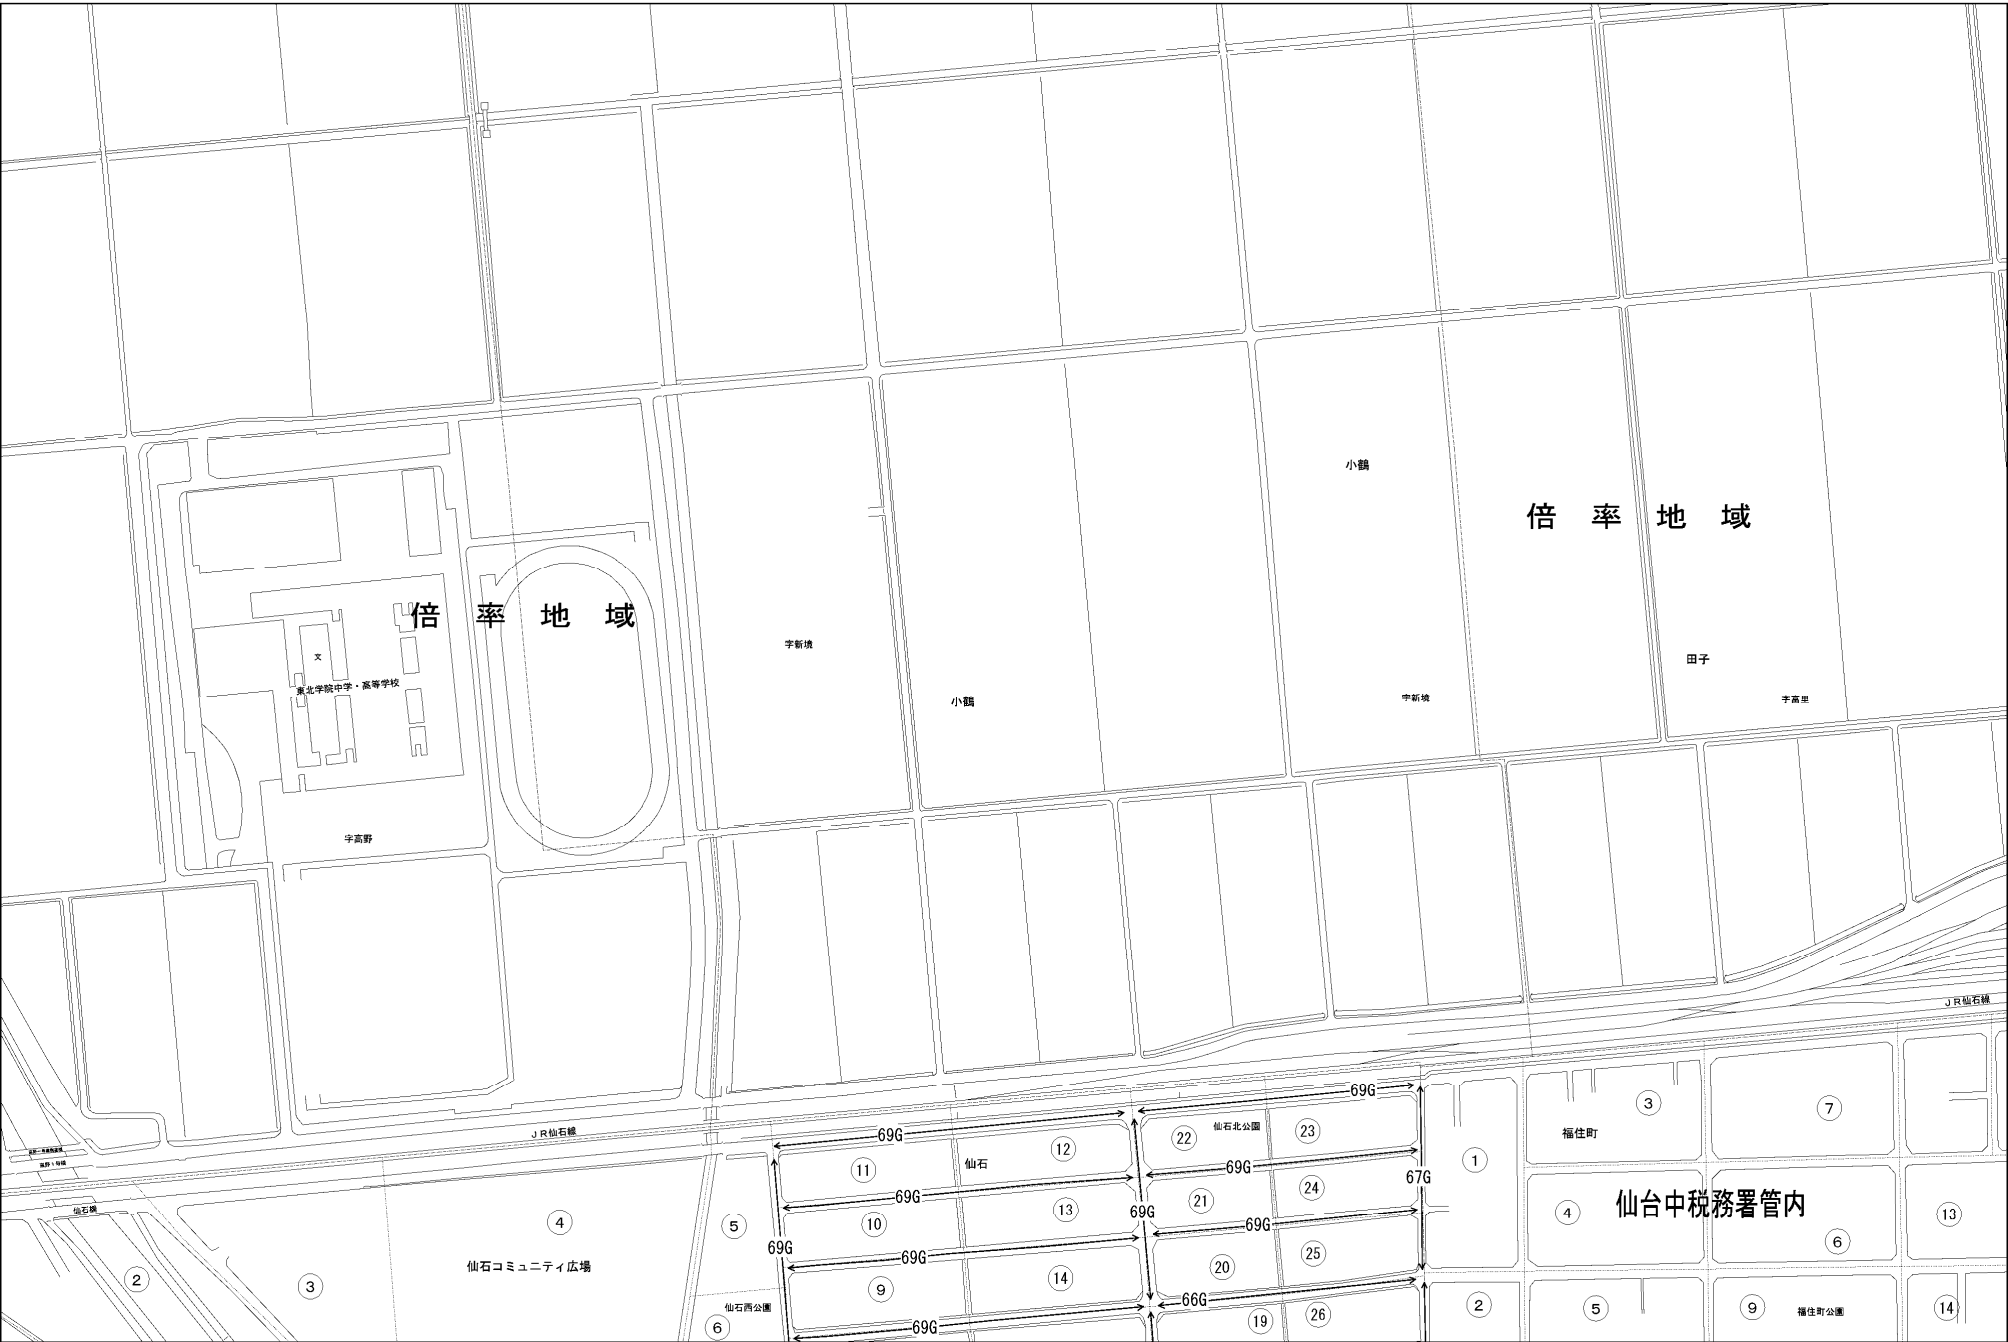 小鶴
倍率地域
倍率地域
字新境
田子
文
東北学院中学・高等学校
小鶴
字新境
字高里
字高野
JR仙石線
69G
③
⑦
69G
JR仙石線
㉒
仙石北公園
㉓
福住町
⑫
⑪
仙石
69G
①
67G
69G
㉔
④
仙台中税務署管内
仙石橋
④
⑤
⑩
⑬
69G
㉑
69G
⑬
⑥
69G
69G
㉕
仙石コミュニティ広場
②
③
⑨
⑭
⑳
66G
仙石西公園
⑥
69G
⑲
㉖
②
⑤
⑨
福住町公園
⑭